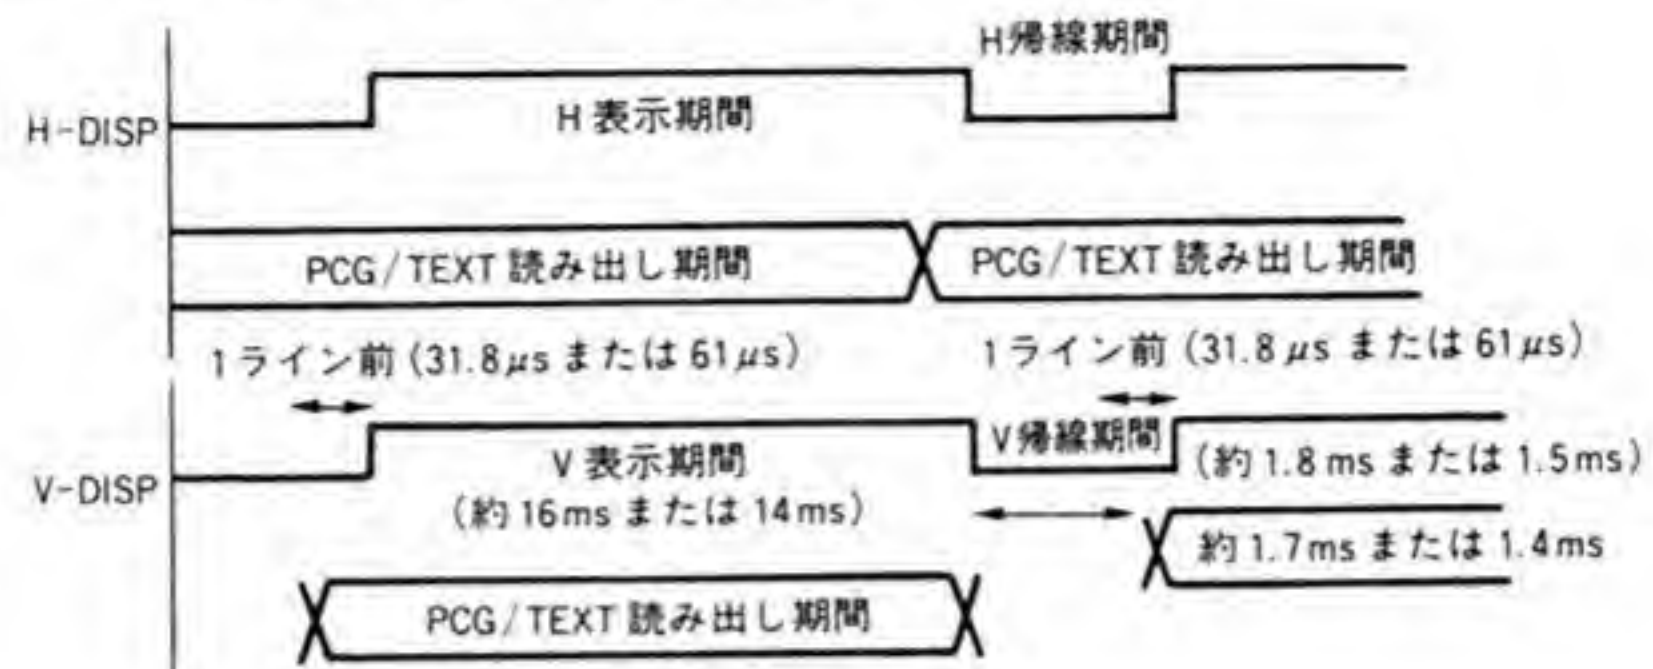 H帰線期間
H-DISP
H 表示期間
PCG/TEXT 読み出し期間
PCG/TEXT 読み出し期間
1ライン前 (31.8μs または 61μs)
1ライン前 (31.8μs または 61μs)
V-DISP
V 表示期間
(約 16ms または 14ms)
V帰線期間
(約 1.8ms または 1.5ms)
約 1.7ms または 1.4ms
PCG/TEXT 読み出し期間